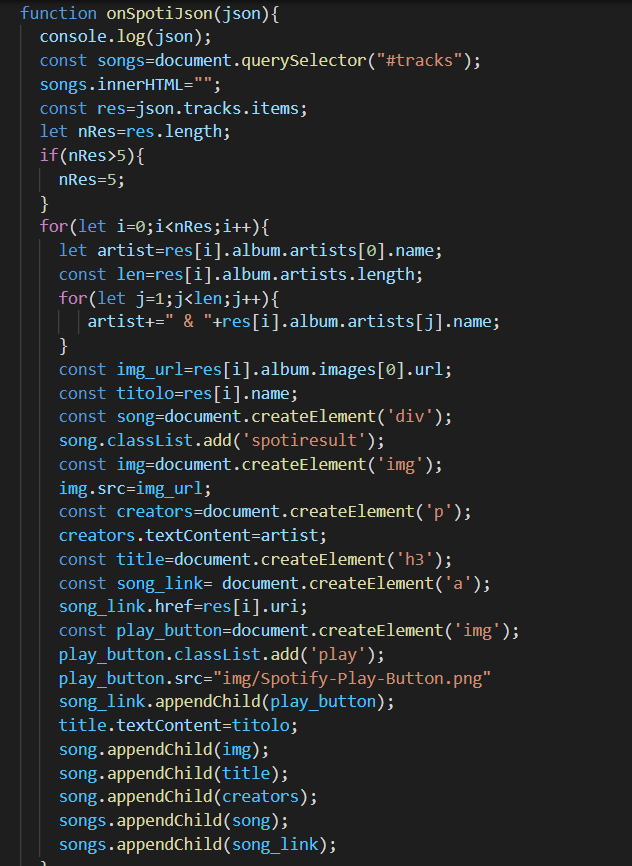 function onSpotiJson(json){
console.log(json);
const songs=document.querySelector("#tracks");
songs.innerHTML="";
const res=json.tracks.items;
let nRes=res.length;
if(nRes>5){
nRes=5;
}
for(let i=0;i<nRes;i++){
let artist=res[i].album.artists[0].name;
const len=res[i].album.artists.length;
for(let j=1;j<len;j++){
artist+=" & "+res[i].album.artists[j].name;
}
const img_url=res[i].album.images[0].url;
const titolo=res[i].name;
const song=document.createElement('div');
song.classList.add('spotiresult');
const img=document.createElement('img');
img.src=img_url;
const creators=document.createElement('p');
creators.textContent=artist;
const title=document.createElement('h3');
const song_link= document.createElement('a');
song_link.href=res[i].uri;
const play_button=document.createElement('img');
play_button.classList.add('play');
play_button.src="img/Spotify-Play-Button.png"
song_link.appendChild(play_button);
title.textContent=titolo;
song.appendChild(img);
song.appendChild(title);
song.appendChild(creators);
songs.appendChild(song);
songs.appendChild(song_link);
}